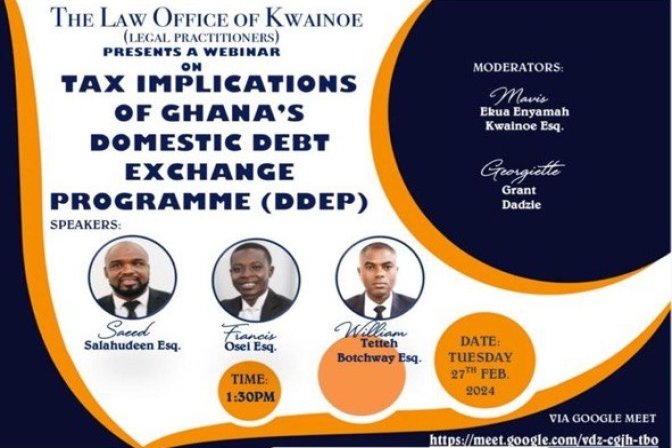 THE LAW OFFICE OF KWAINOE
(LEGAL PRACTITIONERS)
PRESENTS A WEBINAR
ON
TAX IMPLICATIONS
OF GHANA'S
DOMESTIC DEBT
EXCHANGE
PROGRAMME (DDEP)
SPEAKERS:
Saeed
Salahudeen Esq.
Francis
Osei Esq.
William
Tetteh
Botchway Esq.
TIME:
1:30PM
DATE:
TUESDAY
27TH FEB.
2024
MODERATORS:
Mavis
Ekua Enyamah
Kwainoe Esq.
Georgiette
Grant
Dadzie
VIA GOOGLE MEET
https://meet.google.com/vdz-cgjh-tbo